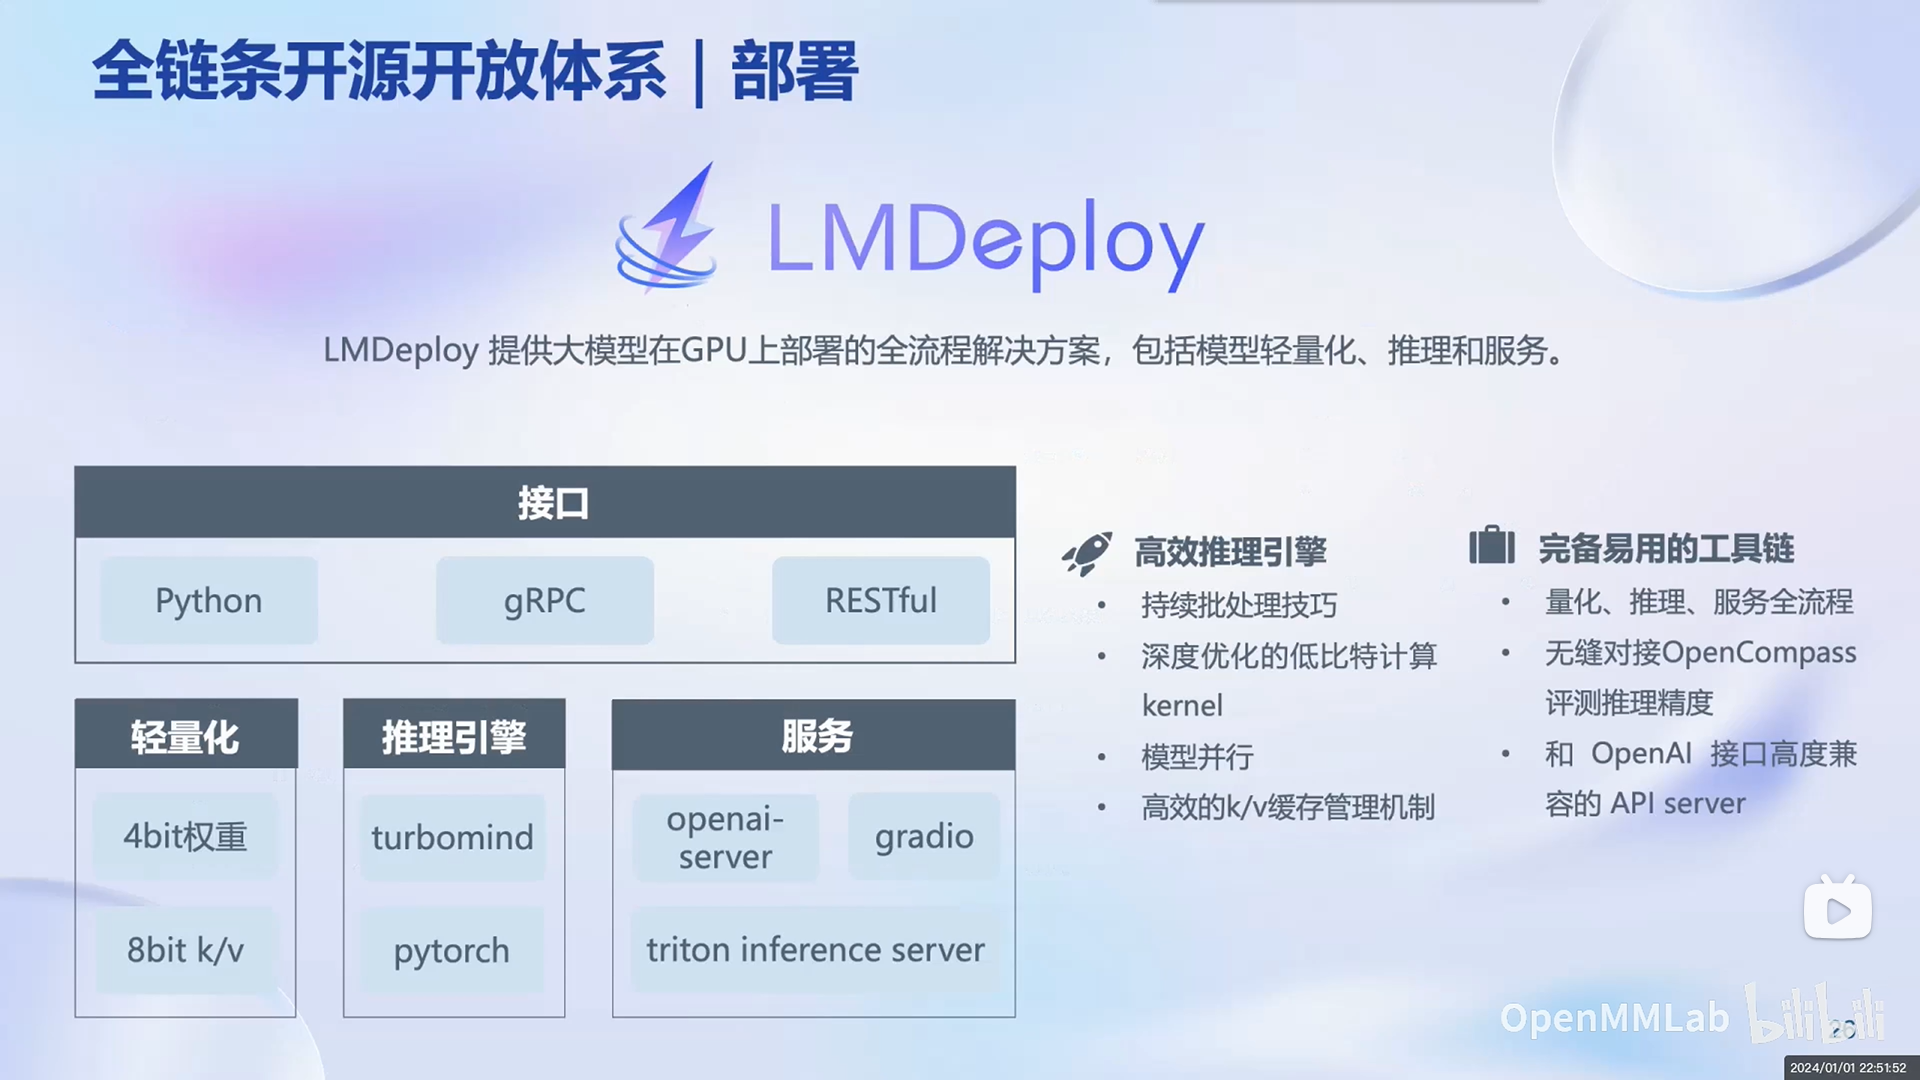 全链条开源开放体系｜部署
LMDeploy
LMDeploy 提供大模型在GPU上部署的全流程解决方案，包括模型轻量化、推理和服务。
接口
Python
gRPC
RESTful
轻量化
4bit权重
8bit k/v
推理引擎
turbomind
pytorch
服务
openai-
server
gradio
triton inference server
高效推理引擎
• 持续批处理技巧
• 深度优化的低比特计算
kernel
• 模型并行
• 高效的k/v缓存管理机制
完备易用的工具链
• 量化、推理、服务全流程
• 无缝对接OpenCompass
评测推理精度
• 和 OpenAI 接口高度兼
容的 API server
OpenMMLab bilibili
2024/01/01 22:51:52